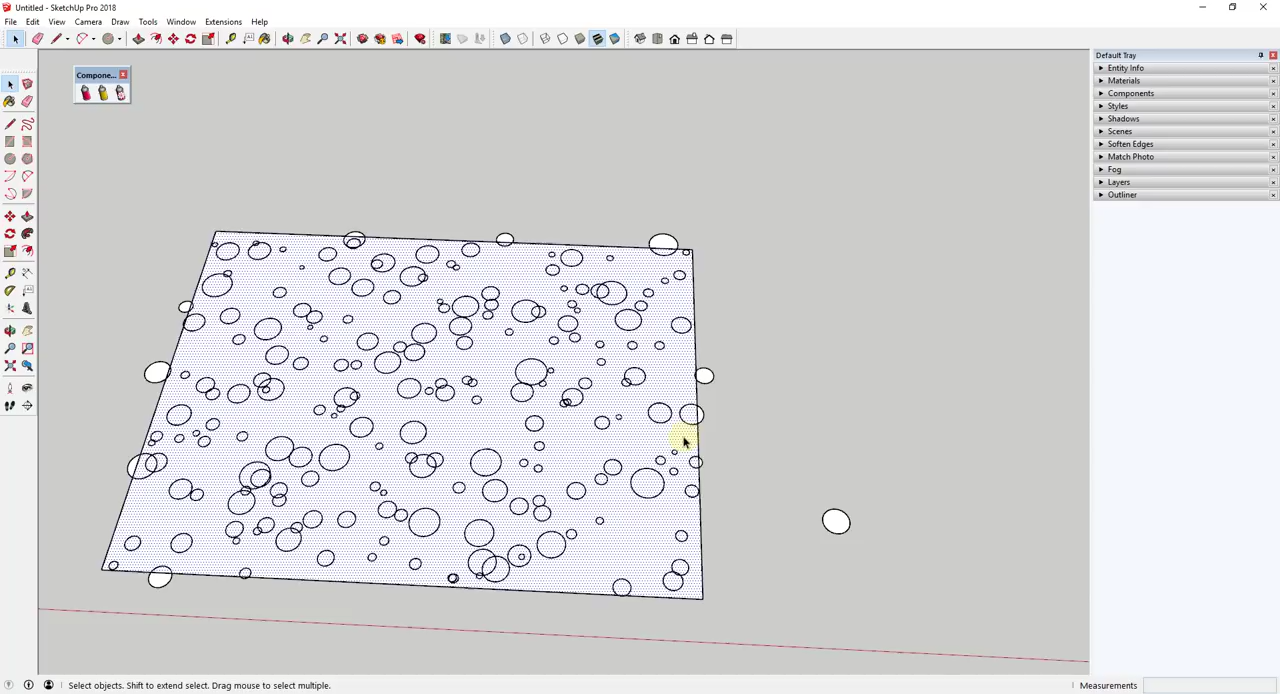 Untitled - SketchUp Pro 2018
File Edit View Camera Draw Tools Window Extensions Help
Default Tray
Entity Info
Materials
Components
Styles
Shadows
Scenes
Soften Edges
Match Photo
Fog
Layers
Outliner
Compone...
Select objects. Shift to extend select. Drag mouse to select multiple.
Measurements